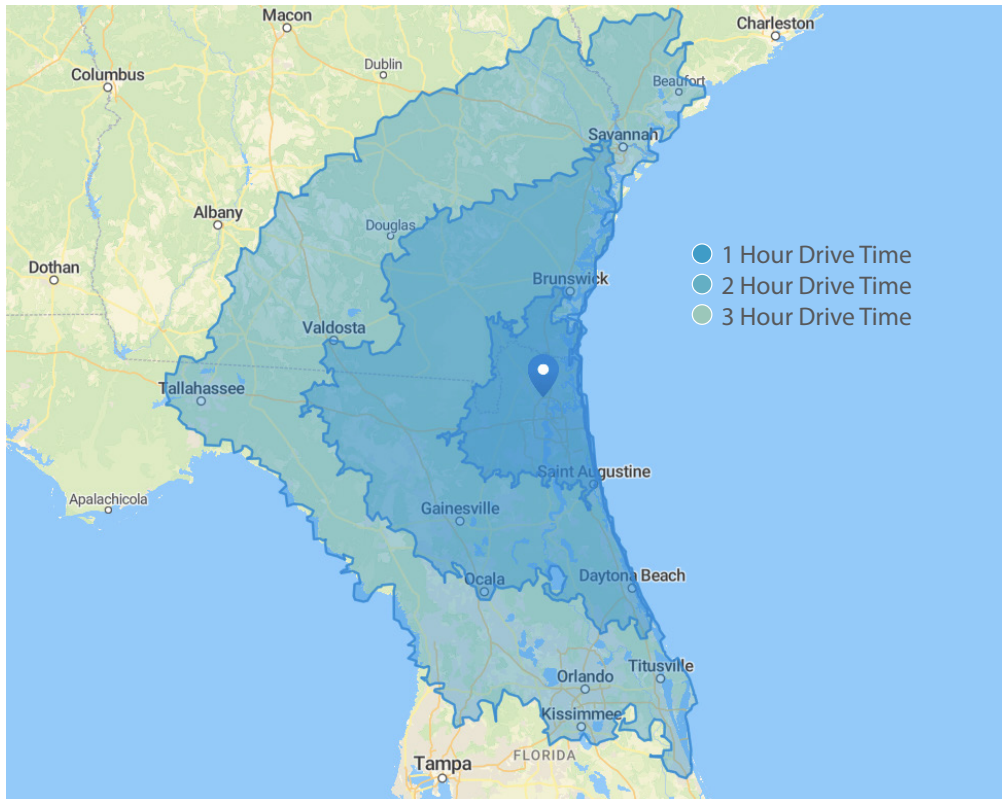 Macon
Charleston
Dublin
Columbus
Beaufort
Savannah
Albany
Douglas
1 Hour Drive Time
Dothan
Brunswick
2 Hour Drive Time
3 Hour Drive Time
Valdosta
Tallahassee
Saint Augustine
Apalachicola
Gainesville
Ocala
Daytona Beach
Titusville
Orlando
Kissimmee
FLORIDA
Tampa